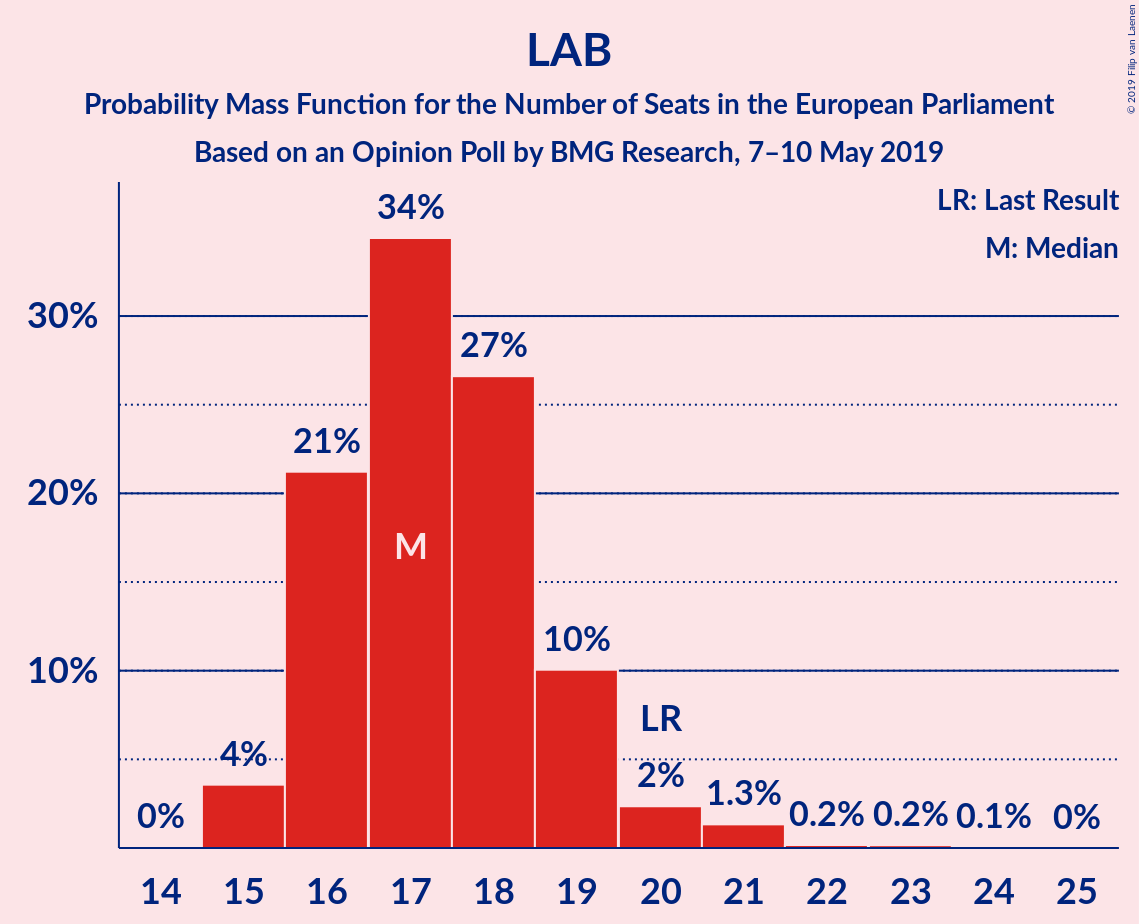 LAB
Probability Mass Function for the Number of Seats in the European Parliament
Based on an Opinion Poll by BMG Research, 7–10 May 2019
© 2019 Filip van Laenen
LR: Last Result
M: Median
30%
20%
10%
0%
4%
21%
34%
M
27%
10%
LR
2%
1.3%
0.2%
0.2%
0.1%
0%
14 15 16 17 18 19 20 21 22 23 24 25